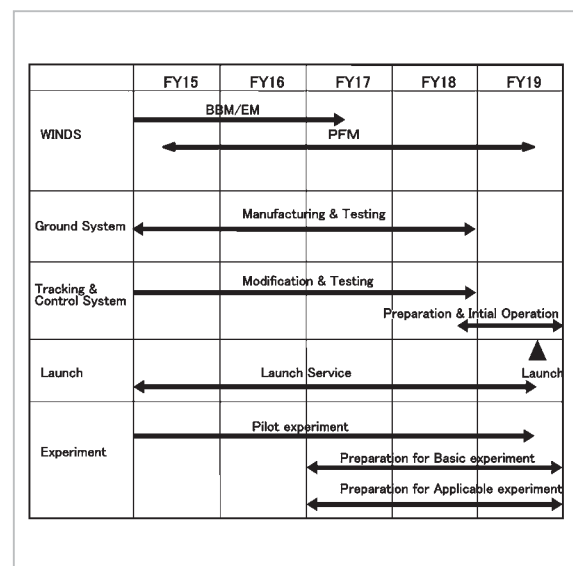 FY15 FY16 FY17 FY18 FY19
BBM/EM
WINDS
PFM
Ground System
Manufacturing & Testing
Tracking &
Control System
Modification & Testing
Preparation & Intial Operation
Launch
Launch Service
Launch
Experiment
Pilot experiment
Preparation for Basic experiment
Preparation for Applicable experiment